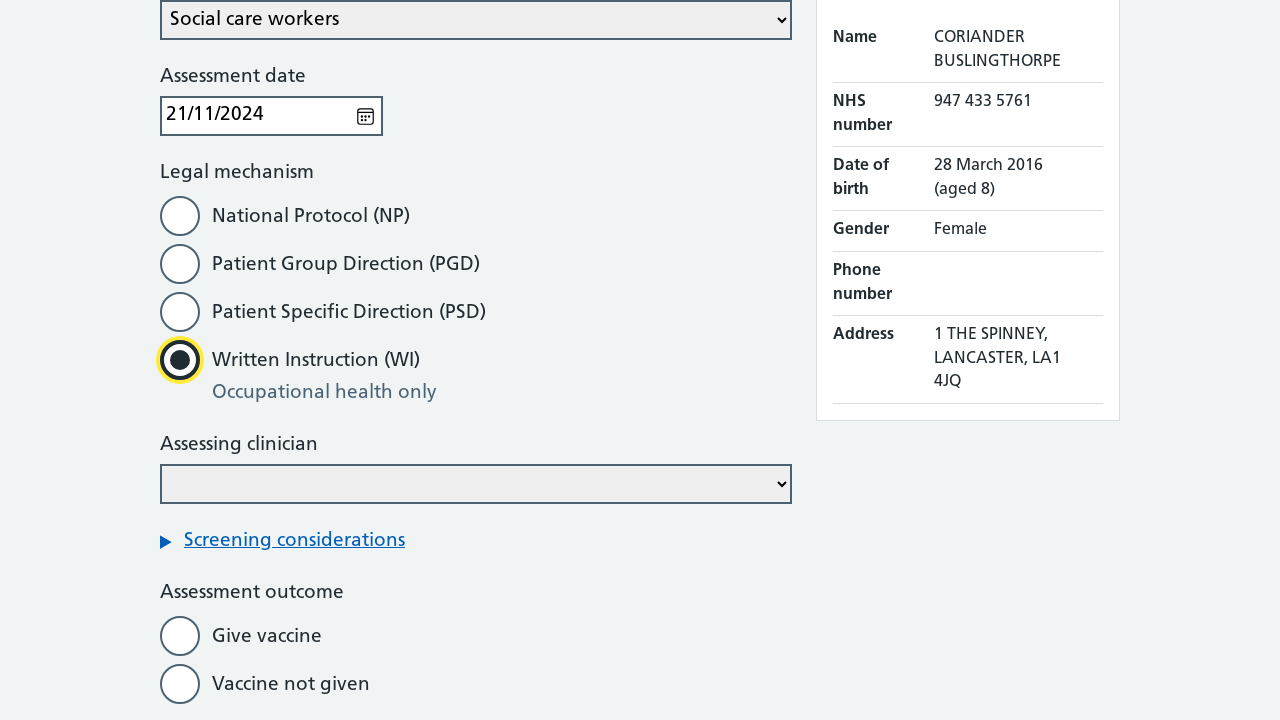 Social care workers
Assessment date
21/11/2024
Legal mechanism
National Protocol (NP)
Patient Group Direction (PGD)
Patient Specific Direction (PSD)
Written Instruction (WI)
Occupational health only
Assessing clinician
Screening considerations
Assessment outcome
Give vaccine
Vaccine not given
Name CORIANDER
BUSLINGTHORPE
NHS 947 433 5761
number
Date of 28 March 2016
birth (aged 8)
Gender Female
Phone
number
Address 1 THE SPINNEY,
LANCASTER, LA1
4JQ